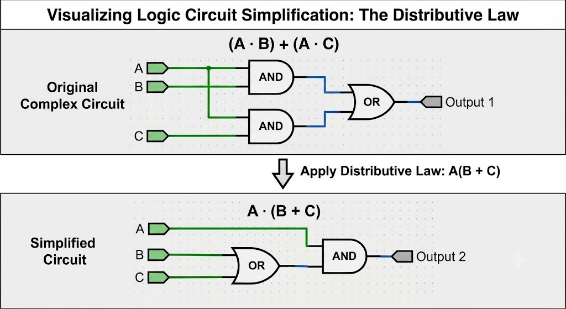 Visualizing Logic Circuit Simplification: The Distributive Law
(A · B) + (A · C)
Original
Complex Circuit
A
B
C
AND
AND
OR
Output 1
Apply Distributive Law: A(B + C)
A · (B + C)
Simplified
Circuit
A
B
C
OR
AND
Output 2